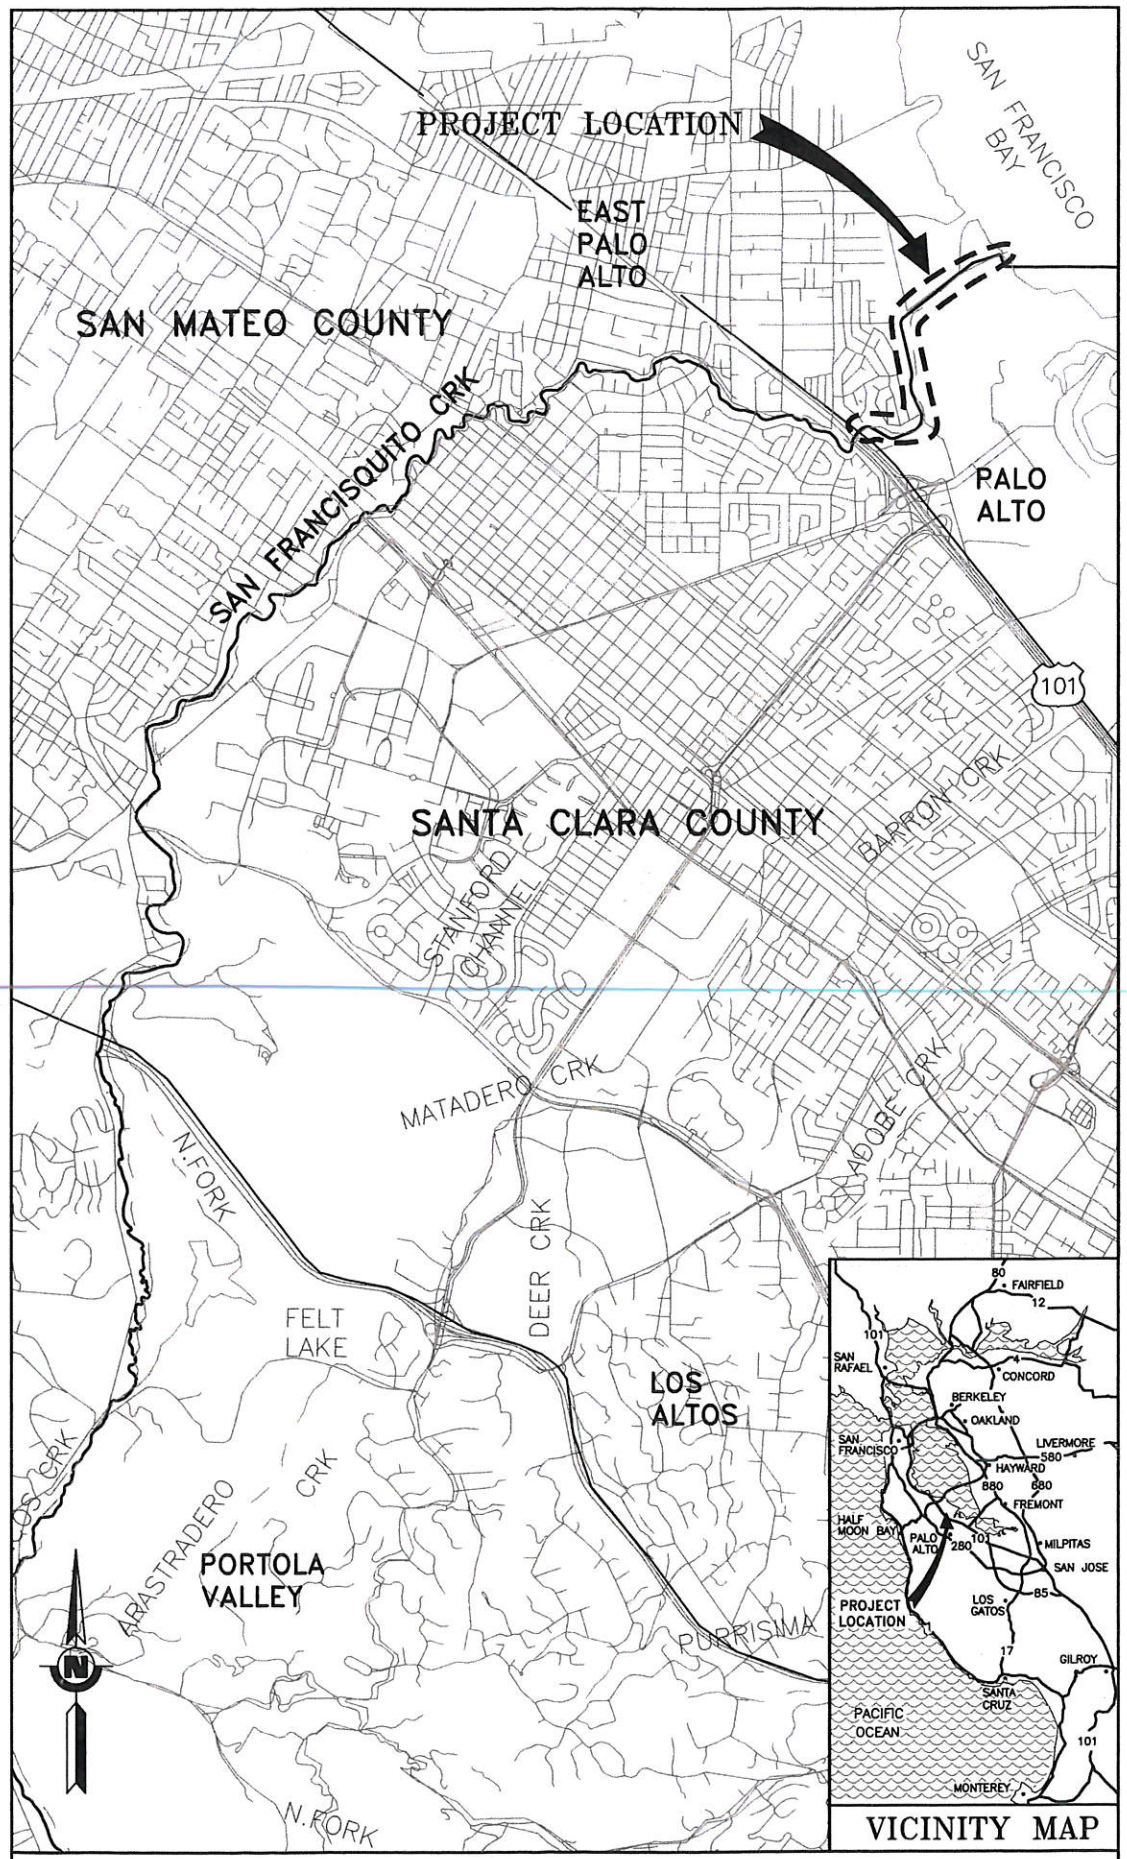 SAN FRANCISCO
BAY
PROJECT LOCATION
EAST
PALO
ALTO
SAN MATEO COUNTY
SAN FRANCISQUITO CRK
PALO
ALTO
101
SANTA CLARA COUNTY
BARRON CRK
STANFORD
CHANNEL
MATADERO CRK
ADOBE CRK
N.FORK
DEER CRK
FELT
LAKE
LOS
ALTOS
OS CRK
ARASTRADERO CRK
PORTOLA
VALLEY
PURRISIMA
N
N.FORK
80
FAIRFIELD
12
101
SAN
RAFAEL
4
CONCORD
BERKELEY
OAKLAND
SAN
FRANCISCO
LIVERMORE
580
HAYWARD
880
680
FREMONT
HALF
MOON BAY
PALO
ALTO
280
101
MILPITAS
SAN JOSE
85
LOS
GATOS
PROJECT
LOCATION
17
GILROY
SANTA
CRUZ
PACIFIC
OCEAN
101
MONTEREY
VICINITY MAP